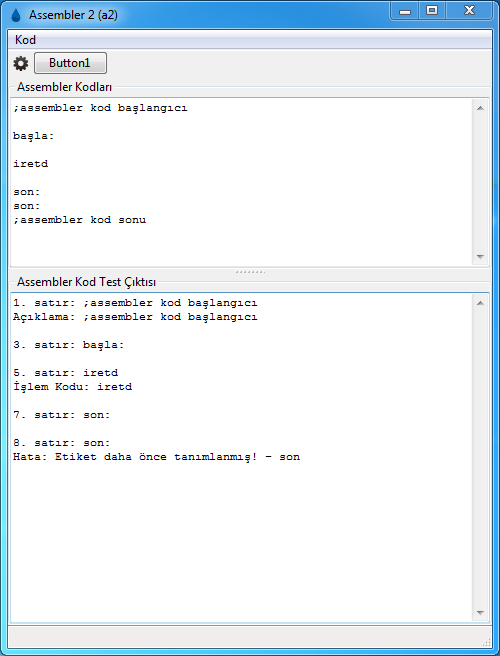 Assembler 2 (a2)
Kod
Button1
Assembler Kodları
;assembler kod başlangıcı
başla:
iretd
son:
son:
;assembler kod sonu
Assembler Kod Test Çıktısı
1. satır: ;assembler kod başlangıcı
Açıklama: ;assembler kod başlangıcı
3. satır: başla:
5. satır: iretd
İşlem Kodu: iretd
7. satır: son:
8. satır: son:
Hata: Etiket daha önce tanımlanmış! - son